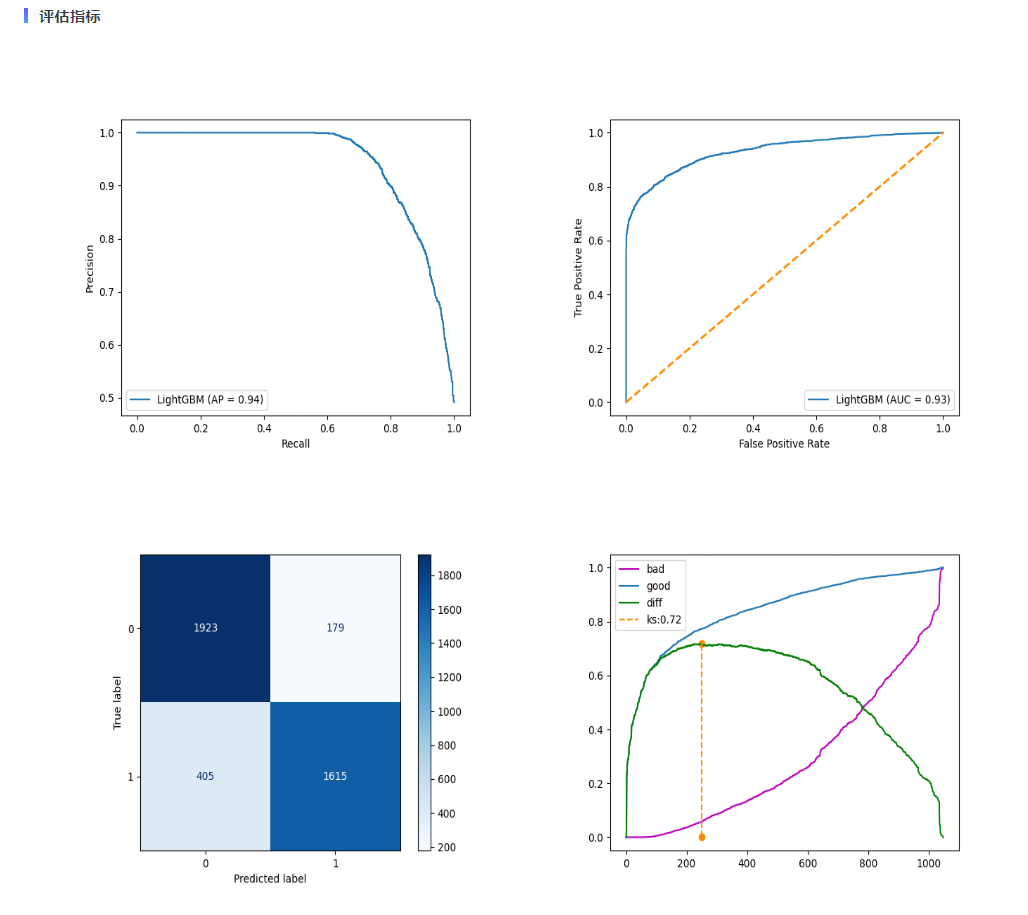 评估指标
1.0
0.9
0.8
0.7
0.6
0.5
Precision
LightGBM (AP = 0.94)
0.0 0.2 0.4 0.6 0.8 1.0
Recall
1.0
0.8
0.6
0.4
0.2
0.0
True Positive Rate
LightGBM (AUC = 0.93)
0.0 0.2 0.4 0.6 0.8 1.0
False Positive Rate
0
1
True label
1923 179
405 1615
0 1
Predicted label
1800
1600
1400
1200
1000
800
600
400
200
1.0
0.8
0.6
0.4
0.2
0.0
bad
good
diff
ks:0.72
0 200 400 600 800 1000